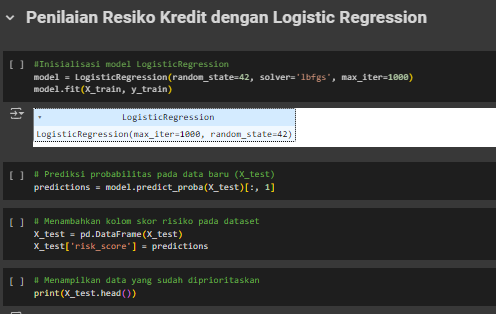 Penilaian Resiko Kredit dengan Logistic Regression
[ ] #Inisialisasi model LogisticRegression
model = LogisticRegression(random_state=42, solver='lbfgs', max_iter=1000)
model.fit(X_train, y_train)
LogisticRegression
LogisticRegression(max_iter=1000, random_state=42)
[ ] # Prediksi probabilitas pada data baru (X_test)
predictions = model.predict_proba(X_test)[:, 1]
[ ] # Menambahkan kolom skor risiko pada dataset
X_test = pd.DataFrame(X_test)
X_test['risk_score'] = predictions
[ ] # Menampilkan data yang sudah diprioritaskan
print(X_test.head())